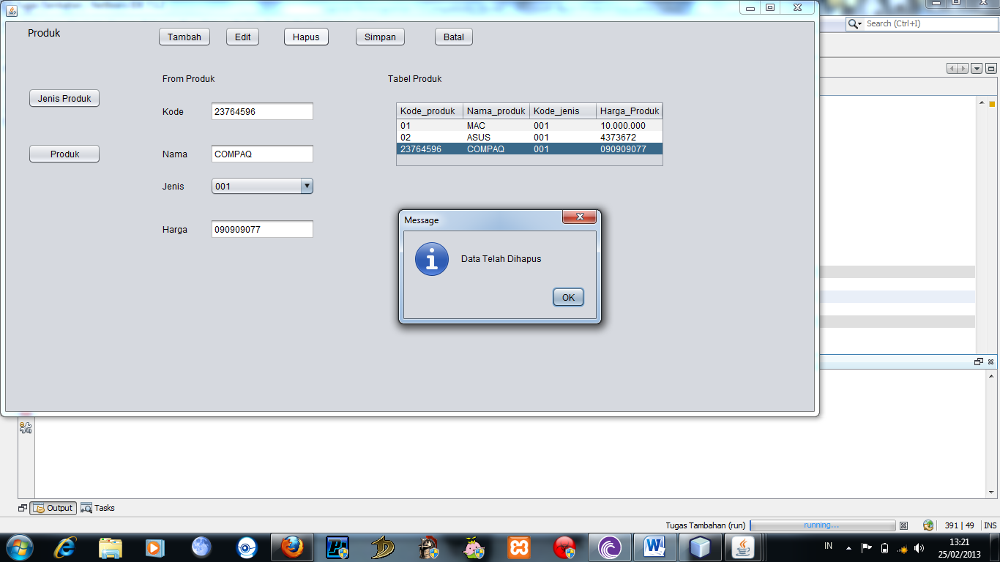 Search (Ctrl+I)
Produk
Tambah Edit Hapus Simpan Batal
From Produk
Tabel Produk
Jenis Produk
Produk
Kode 23764596
Nama COMPAQ
Jenis 001
Harga 090909077
Kode_produk Nama_produk Kode_jenis Harga_Produk
01 MAC 001 10.000.000
02 ASUS 001 4373672
23764596 COMPAQ 001 090909077
Message
Data Telah Dihapus
OK
Output Tasks
Tugas Tambahan (run) running... 391 | 49 INS
IN 13:21
25/02/2013